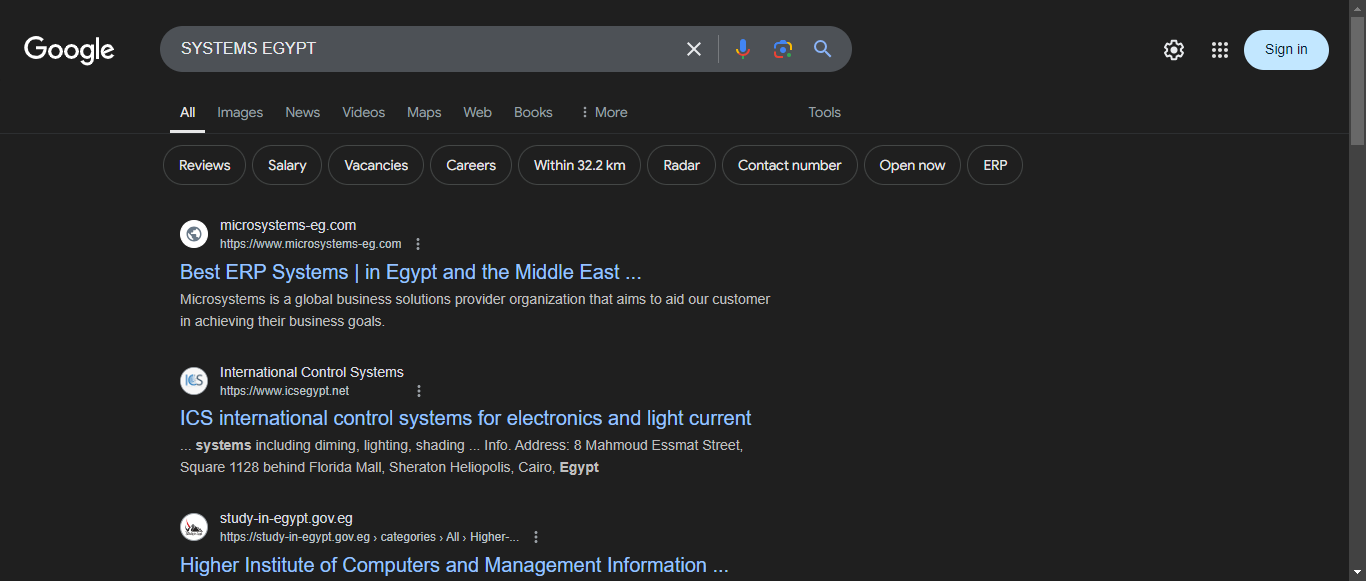 Google
SYSTEMS EGYPT
Sign in
All Images News Videos Maps Web Books More Tools
Reviews Salary Vacancies Careers Within 32.2 km Radar Contact number Open now ERP
microsystems-eg.com
https://www.microsystems-eg.com
Best ERP Systems | in Egypt and the Middle East ...
Microsystems is a global business solutions provider organization that aims to aid our customer
in achieving their business goals.
ICS
International Control Systems
https://www.icsegypt.net
ICS international control systems for electronics and light current
... systems including diming, lighting, shading ... Info. Address: 8 Mahmoud Essmat Street,
Square 1128 behind Florida Mall, Sheraton Heliopolis, Cairo, Egypt
study-in-egypt.gov.eg
https://study-in-egypt.gov.eg › categories › All › Higher-...
Higher Institute of Computers and Management Information ...